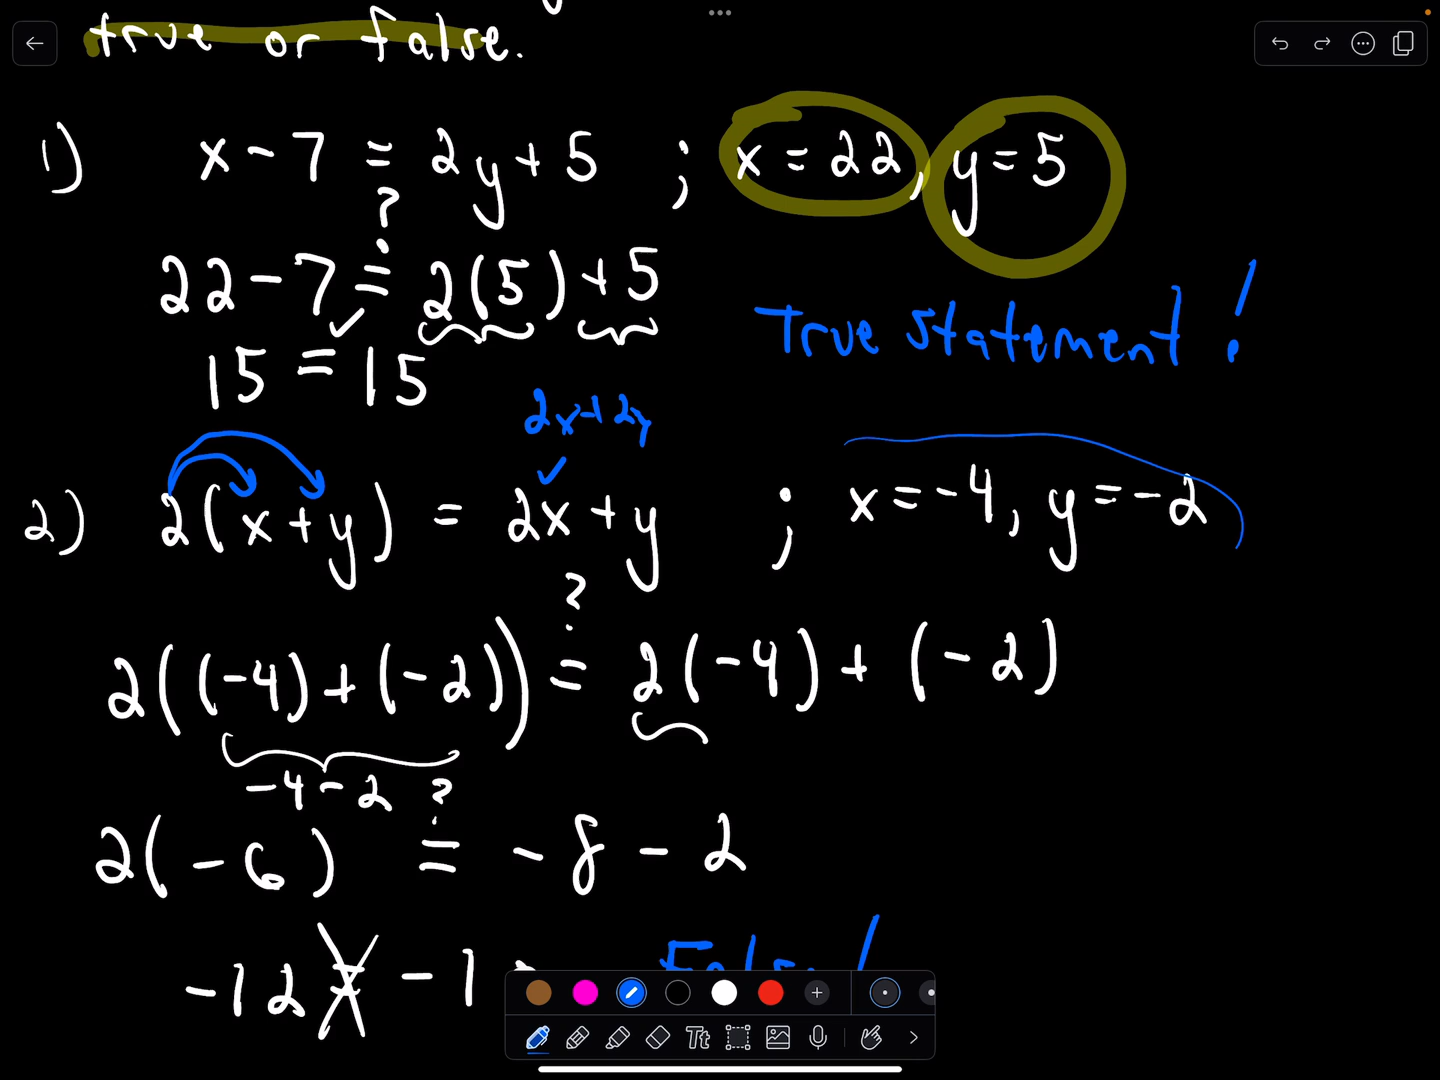 true or false.
1) x - 7 = 2y + 5 ; x = 22, y = 5
?
22 - 7 = 2(5) + 5
True Statement!
15 = 15
2x + 2y
2) 2(x + y) = 2x + y ; x = -4, y = -2
?
2((-4) + (-2)) = 2(-4) + (-2)
-4 - 2 ?
2(-6) = -8 - 2
-12 ≠ -1
Tt